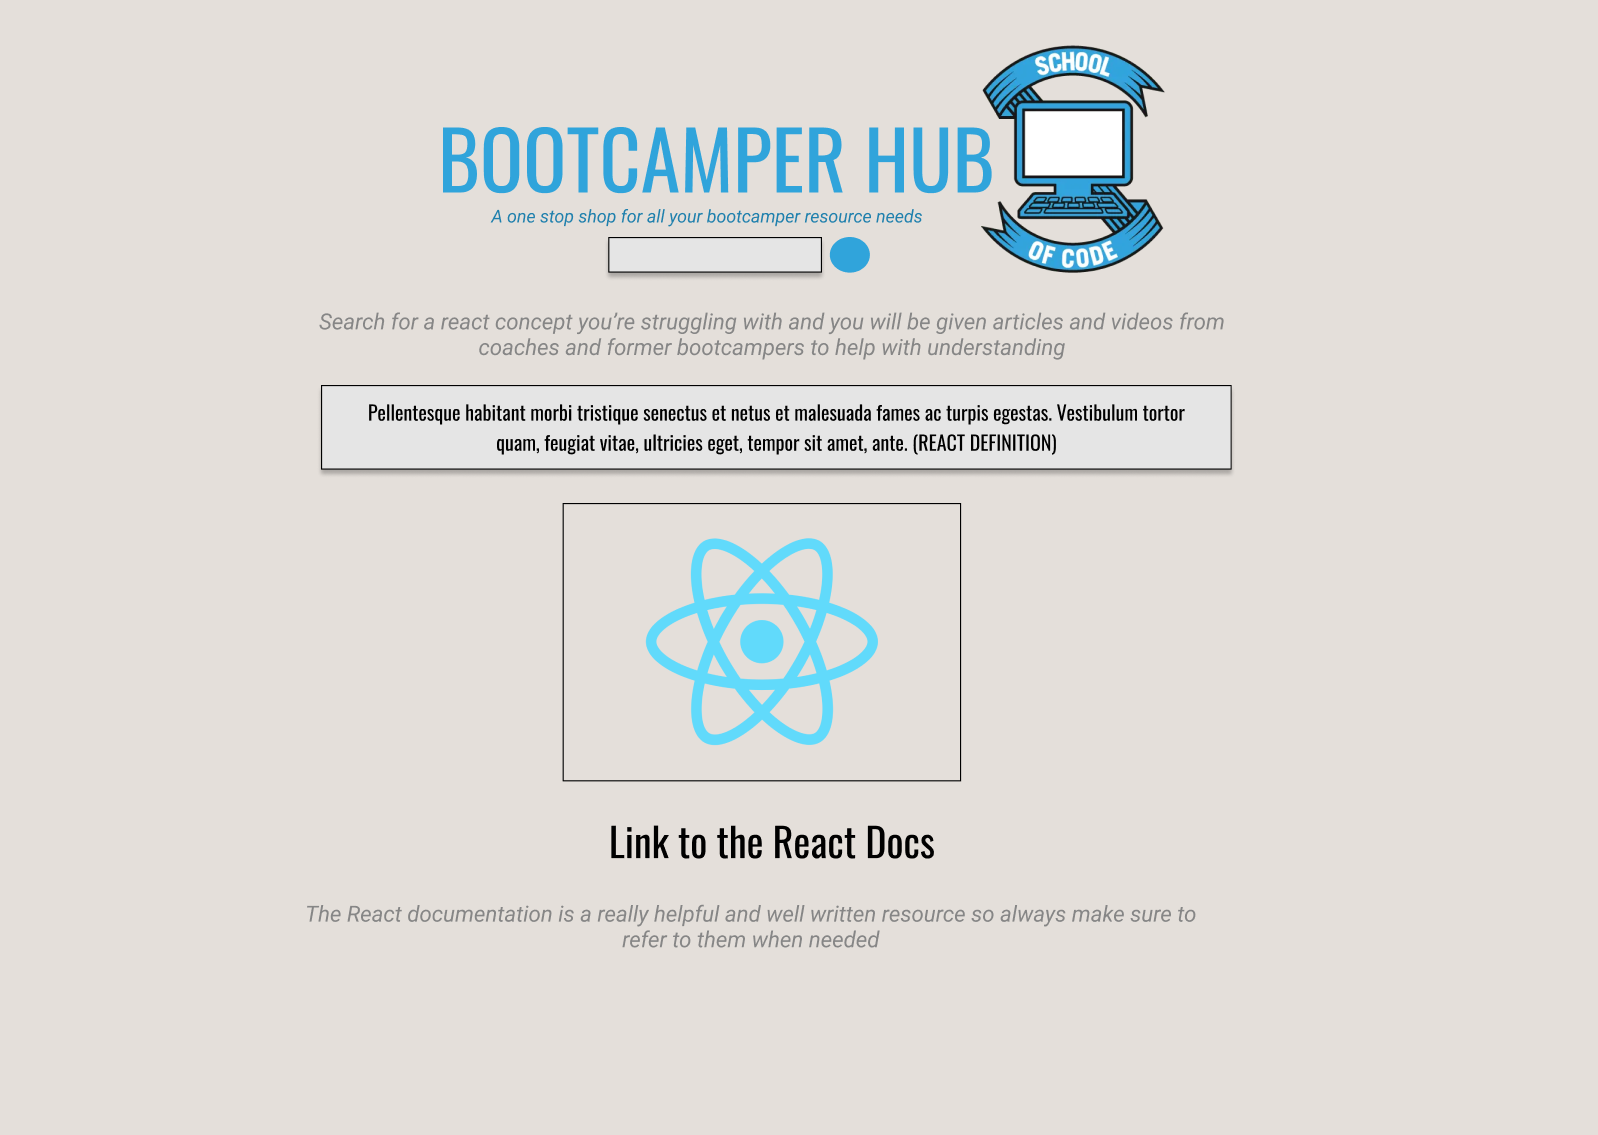 SCHOOL
BOOTCAMPER HUB
A one stop shop for all your bootcamper resource needs
OF CODE
Search for a react concept you’re struggling with and you will be given articles and videos from
coaches and former bootcampers to help with understanding
Pellentesque habitant morbi tristique senectus et netus et malesuada fames ac turpis egestas. Vestibulum tortor
quam, feugiat vitae, ultricies eget, tempor sit amet, ante. (REACT DEFINITION)
Link to the React Docs
The React documentation is a really helpful and well written resource so always make sure to
refer to them when needed